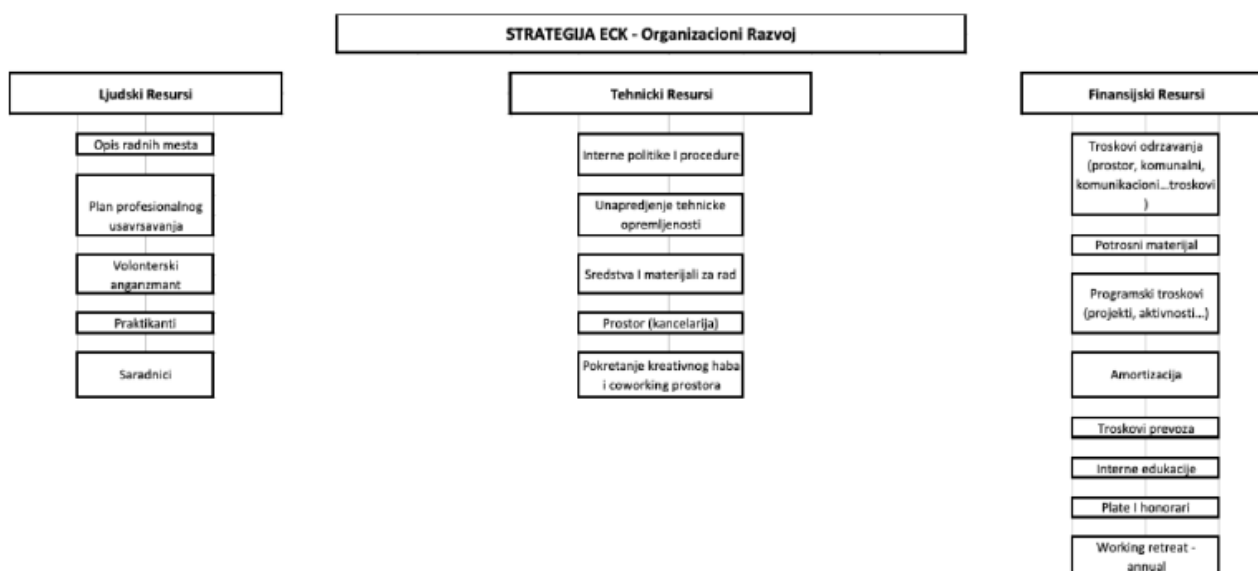 STRATEGIJA ECK - Organizacioni Razvoj
Ljudski Resursi
Opis radnih mesta
Plan profesionalnog
usavrsavanja
Volonterski
anganzmant
Praktikanti
Saradnici
Tehnicki Resursi
Interne politike I procedure
Unapredjenje tehnicke
opremljenosti
Sredstva I materijali za rad
Prostor (kancelarija)
Pokretanje kreativnog haba
i coworking prostora
Finansijski Resursi
Troskovi odrzavanja
(prostor, komunalni,
komunikacioni...troskovi
)
Potrosni materijal
Programski troskovi
(projekti, aktivnosti...)
Amortizacija
Troskovi prevoza
Interne edukacije
Plate I honorari
Working retreat -
annual